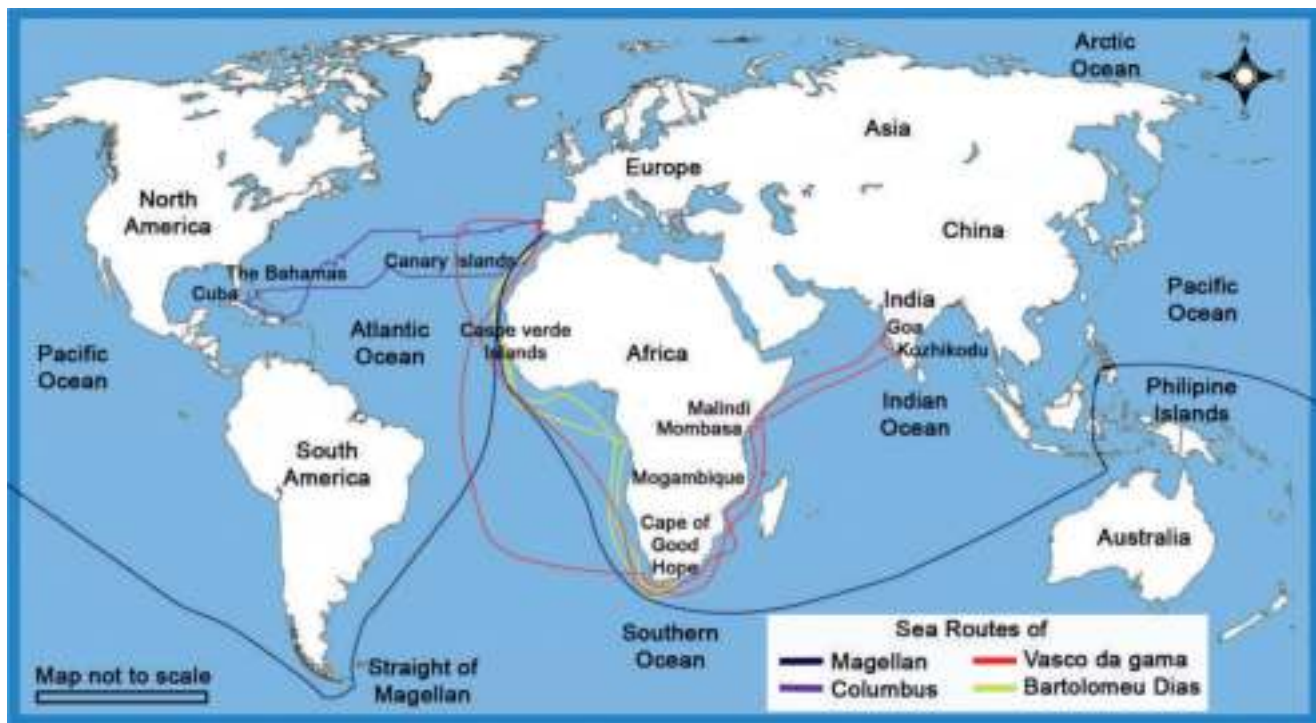 Arctic
Ocean
N
Asia
Europe
North
America
China
Canary Islands
The Bahamas
Cuba
India
Pacific
Ocean
Goa
Kozhikodu
Atlantic
Ocean
Caspe verde
Islands
Africa
Pacific
Ocean
Philipine
Islands
Indian
Ocean
Malindi
Mombasa
South
America
Mogambique
Cape of
Good
Hope
Australia
Southern
Ocean
Sea Routes of
Magellan
Vasco da gama
Columbus
Bartolomeu Dias
Straight of
Magellan
Map not to scale